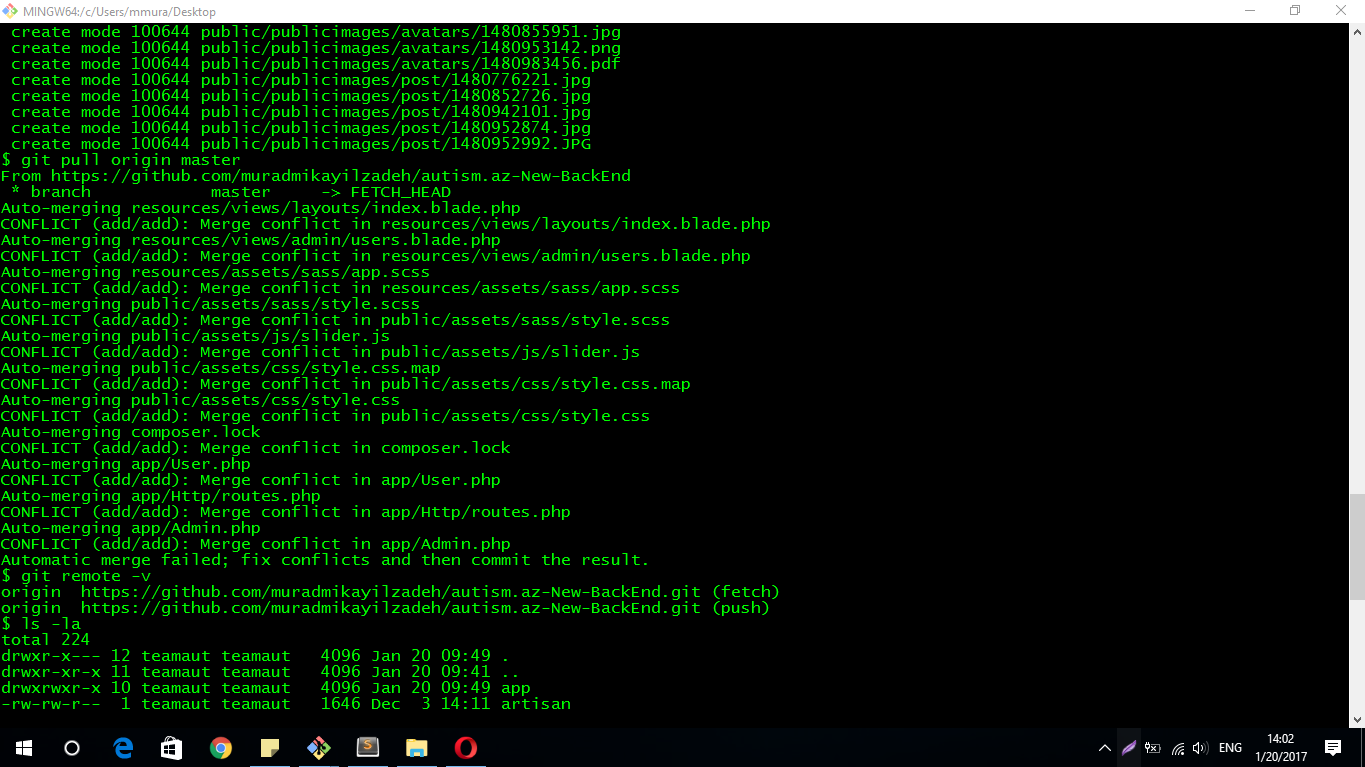 MINGW64:/c/Users/mmura/Desktop
create mode 100644 public/publicimages/avatars/1480855951.jpg
create mode 100644 public/publicimages/avatars/1480953142.png
create mode 100644 public/publicimages/avatars/1480983456.pdf
create mode 100644 public/publicimages/post/1480776221.jpg
create mode 100644 public/publicimages/post/1480852726.jpg
create mode 100644 public/publicimages/post/1480942101.jpg
create mode 100644 public/publicimages/post/1480952874.jpg
create mode 100644 public/publicimages/post/1480952992.JPG
$ git pull origin master
From https://github.com/muradmikayilzadeh/autism.az-New-BackEnd
* branch            master     -> FETCH_HEAD
Auto-merging resources/views/layouts/index.blade.php
CONFLICT (add/add): Merge conflict in resources/views/layouts/index.blade.php
Auto-merging resources/views/admin/users.blade.php
CONFLICT (add/add): Merge conflict in resources/views/admin/users.blade.php
Auto-merging resources/assets/sass/app.scss
CONFLICT (add/add): Merge conflict in resources/assets/sass/app.scss
Auto-merging public/assets/sass/style.scss
CONFLICT (add/add): Merge conflict in public/assets/sass/style.scss
Auto-merging public/assets/js/slider.js
CONFLICT (add/add): Merge conflict in public/assets/js/slider.js
Auto-merging public/assets/css/style.css.map
CONFLICT (add/add): Merge conflict in public/assets/css/style.css.map
Auto-merging public/assets/css/style.css
CONFLICT (add/add): Merge conflict in public/assets/css/style.css
Auto-merging composer.lock
CONFLICT (add/add): Merge conflict in composer.lock
Auto-merging app/User.php
CONFLICT (add/add): Merge conflict in app/User.php
Auto-merging app/Http/routes.php
CONFLICT (add/add): Merge conflict in app/Http/routes.php
Auto-merging app/Admin.php
CONFLICT (add/add): Merge conflict in app/Admin.php
Automatic merge failed; fix conflicts and then commit the result.
$ git remote -v
origin  https://github.com/muradmikayilzadeh/autism.az-New-BackEnd.git (fetch)
origin  https://github.com/muradmikayilzadeh/autism.az-New-BackEnd.git (push)
$ ls -la
total 224
drwxr-x--- 12 teamaut teamaut   4096 Jan 20 09:49 .
drwxr-xr-x 11 teamaut teamaut   4096 Jan 20 09:41 ..
drwxrwxr-x 10 teamaut teamaut   4096 Jan 20 09:49 app
-rw-rw-r--  1 teamaut teamaut   1646 Dec  3 14:11 artisan
ENG
14:02
1/20/2017